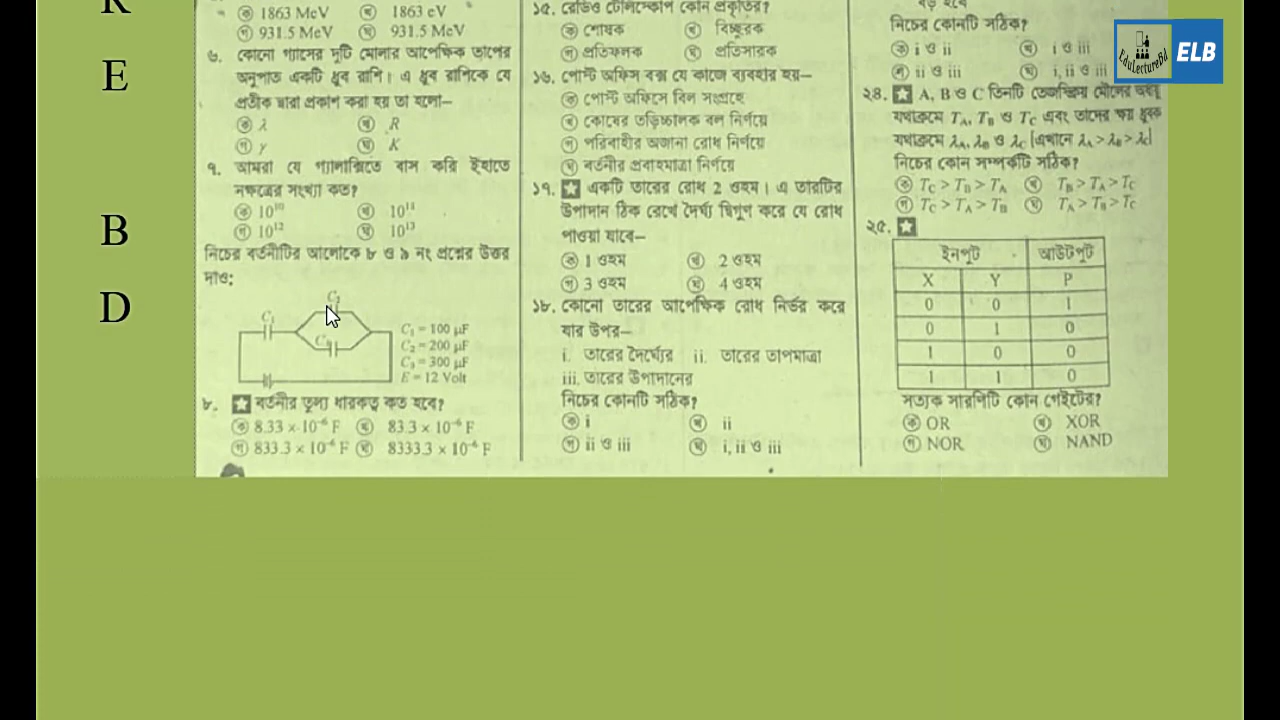 R
E
B
D
ক 1863 MeV খ 1863 eV
গ 931.5 MeV ঘ 931.5 MeV
৬. কোনো গ্যাসের দুটি মোলার আপেক্ষিক তাপের
অনুপাত একটি ধ্রুব রাশি। এ ধ্রুব রাশিকে যে
প্রতীক দ্বারা প্রকাশ করা হয় তা হলো–
ক λ খ R
গ γ ঘ K
৭. আমরা যে গ্যালাক্সিতে বাস করি ইহাতে
নক্ষত্রের সংখ্যা কত?
ক 10¹⁰ খ 10¹¹
গ 10¹² ঘ 10¹³
নিচের বর্তনীটির আলোকে ৮ ও ৯ নং প্রশ্নের উত্তর
দাও:
C₁
C₁ = 100 μF
C₂ = 200 μF
C₃ = 300 μF
E = 12 Volt
৮. ★ বর্তনীর তুল্য ধারকত্ব কত হবে?
ক 8.33 × 10⁻⁶ F খ 83.3 × 10⁻⁶ F
গ 833.3 × 10⁻⁶ F ঘ 8333.3 × 10⁻⁶ F
১৫. রেডিও টেলিস্কোপ কোন প্রকৃতির?
ক শোষক খ বিচ্ছুরক
গ প্রতিফলক ঘ প্রতিসারক
১৬. পোস্ট অফিস বক্স যে কাজে ব্যবহার হয়–
ক পোস্ট অফিসে বিল সংগ্রহে
খ কোষের তড়িচ্চালক বল নির্ণয়ে
গ পরিবাহীর অজানা রোধ নির্ণয়ে
ঘ বর্তনীর প্রবাহমাত্রা নির্ণয়ে
১৭. ★ একটি তারের রোধ 2 ওহম। এ তারটির
উপাদান ঠিক রেখে দৈর্ঘ্য দ্বিগুণ করে যে রোধ
পাওয়া যাবে–
ক 1 ওহম খ 2 ওহম
গ 3 ওহম ঘ 4 ওহম
১৮. কোনো তারের আপেক্ষিক রোধ নির্ভর করে
যার উপর–
i. তারের দৈর্ঘ্যের ii. তারের তাপমাত্রা
iii. তারের উপাদানের
নিচের কোনটি সঠিক?
ক i খ ii
গ ii ও iii ঘ i, ii ও iii
নিচের কোনটি সঠিক?
ক i ও ii খ i ও iii
গ ii ও iii ঘ i, ii ও iii
২৪. ★ A, B ও C তিনটি তেজস্ক্রিয় মৌলের অর্ধায়ু
যথাক্রমে T_A, T_B ও T_C এবং তাদের ক্ষয় ধ্রুবক
যথাক্রমে λ_A, λ_B ও λ_C [এখানে λ_A > λ_B > λ_C]
নিচের কোন সম্পর্কটি সঠিক?
ক T_C > T_B > T_A খ T_B > T_A > T_C
গ T_C > T_A > T_B ঘ T_A > T_B > T_C
২৫. ★
ইনপুট আউটপুট
X Y P
0 0 1
0 1 0
1 0 0
1 1 0
সত্যক সারণিটি কোন গেইটের?
ক OR খ XOR
গ NOR ঘ NAND
EduLectureBd
ELB